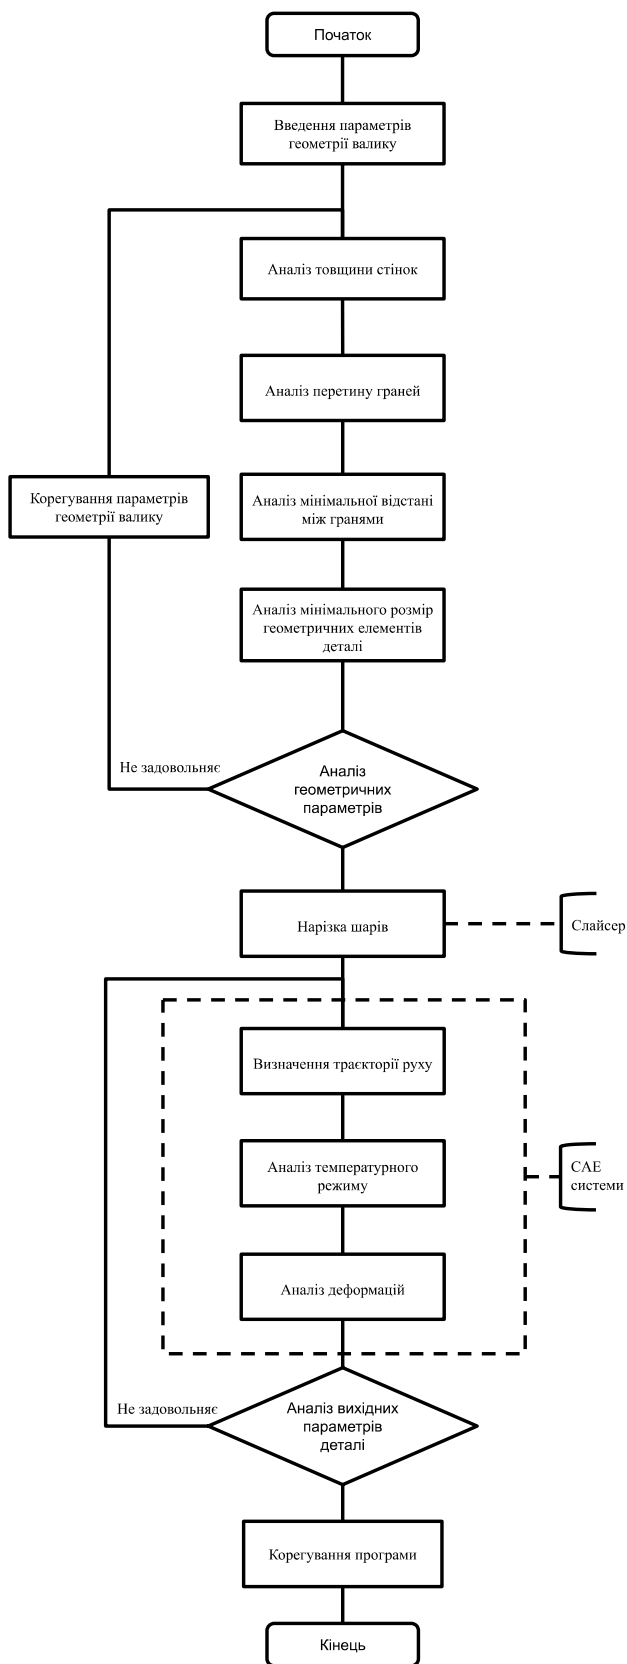 Початок
Введення параметрів
геометрії валику
Аналіз товщини стінок
Аналіз перетину граней
Корегування параметрів
геометрії валику
Аналіз мінімальної відстані
між гранями
Аналіз мінімального розмір
геометричних елементів
деталі
Не задовольняє
Аналіз
геометричних
параметрів
Нарізка шарів
Слайсер
Визначення траєкторії руху
Аналіз температурного
режиму
САЕ
системи
Аналіз деформацій
Не задовольняє
Аналіз вихідних
параметрів
деталі
Корегування програми
Кінець